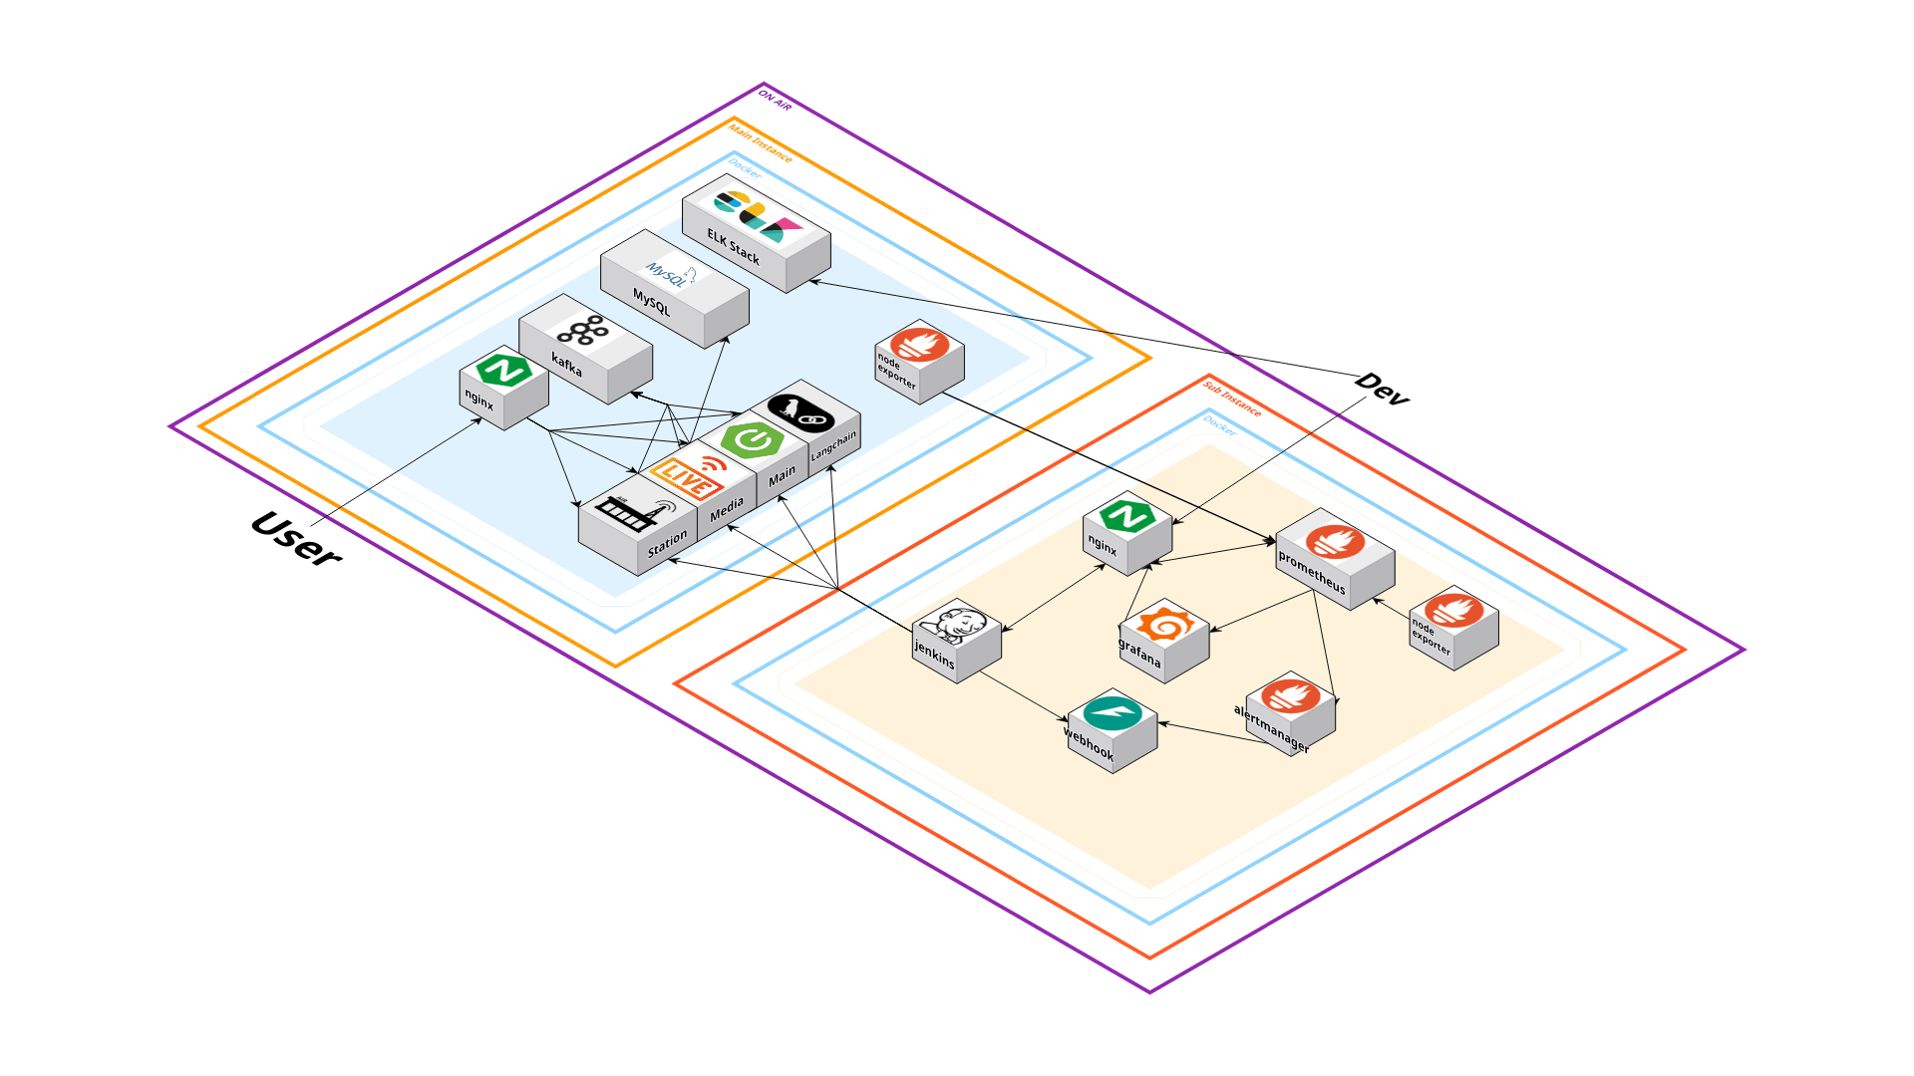 ON AIR
Main Instance
Docker
ELK Stack
MySQL
MySQL
kafka
nginx
node
exporter
Langchain
Main
LIVE
Media
AIR
Station
User
Dev
Sub Instance
Docker
nginx
prometheus
node
exporter
jenkins
grafana
alertmanager
webhook